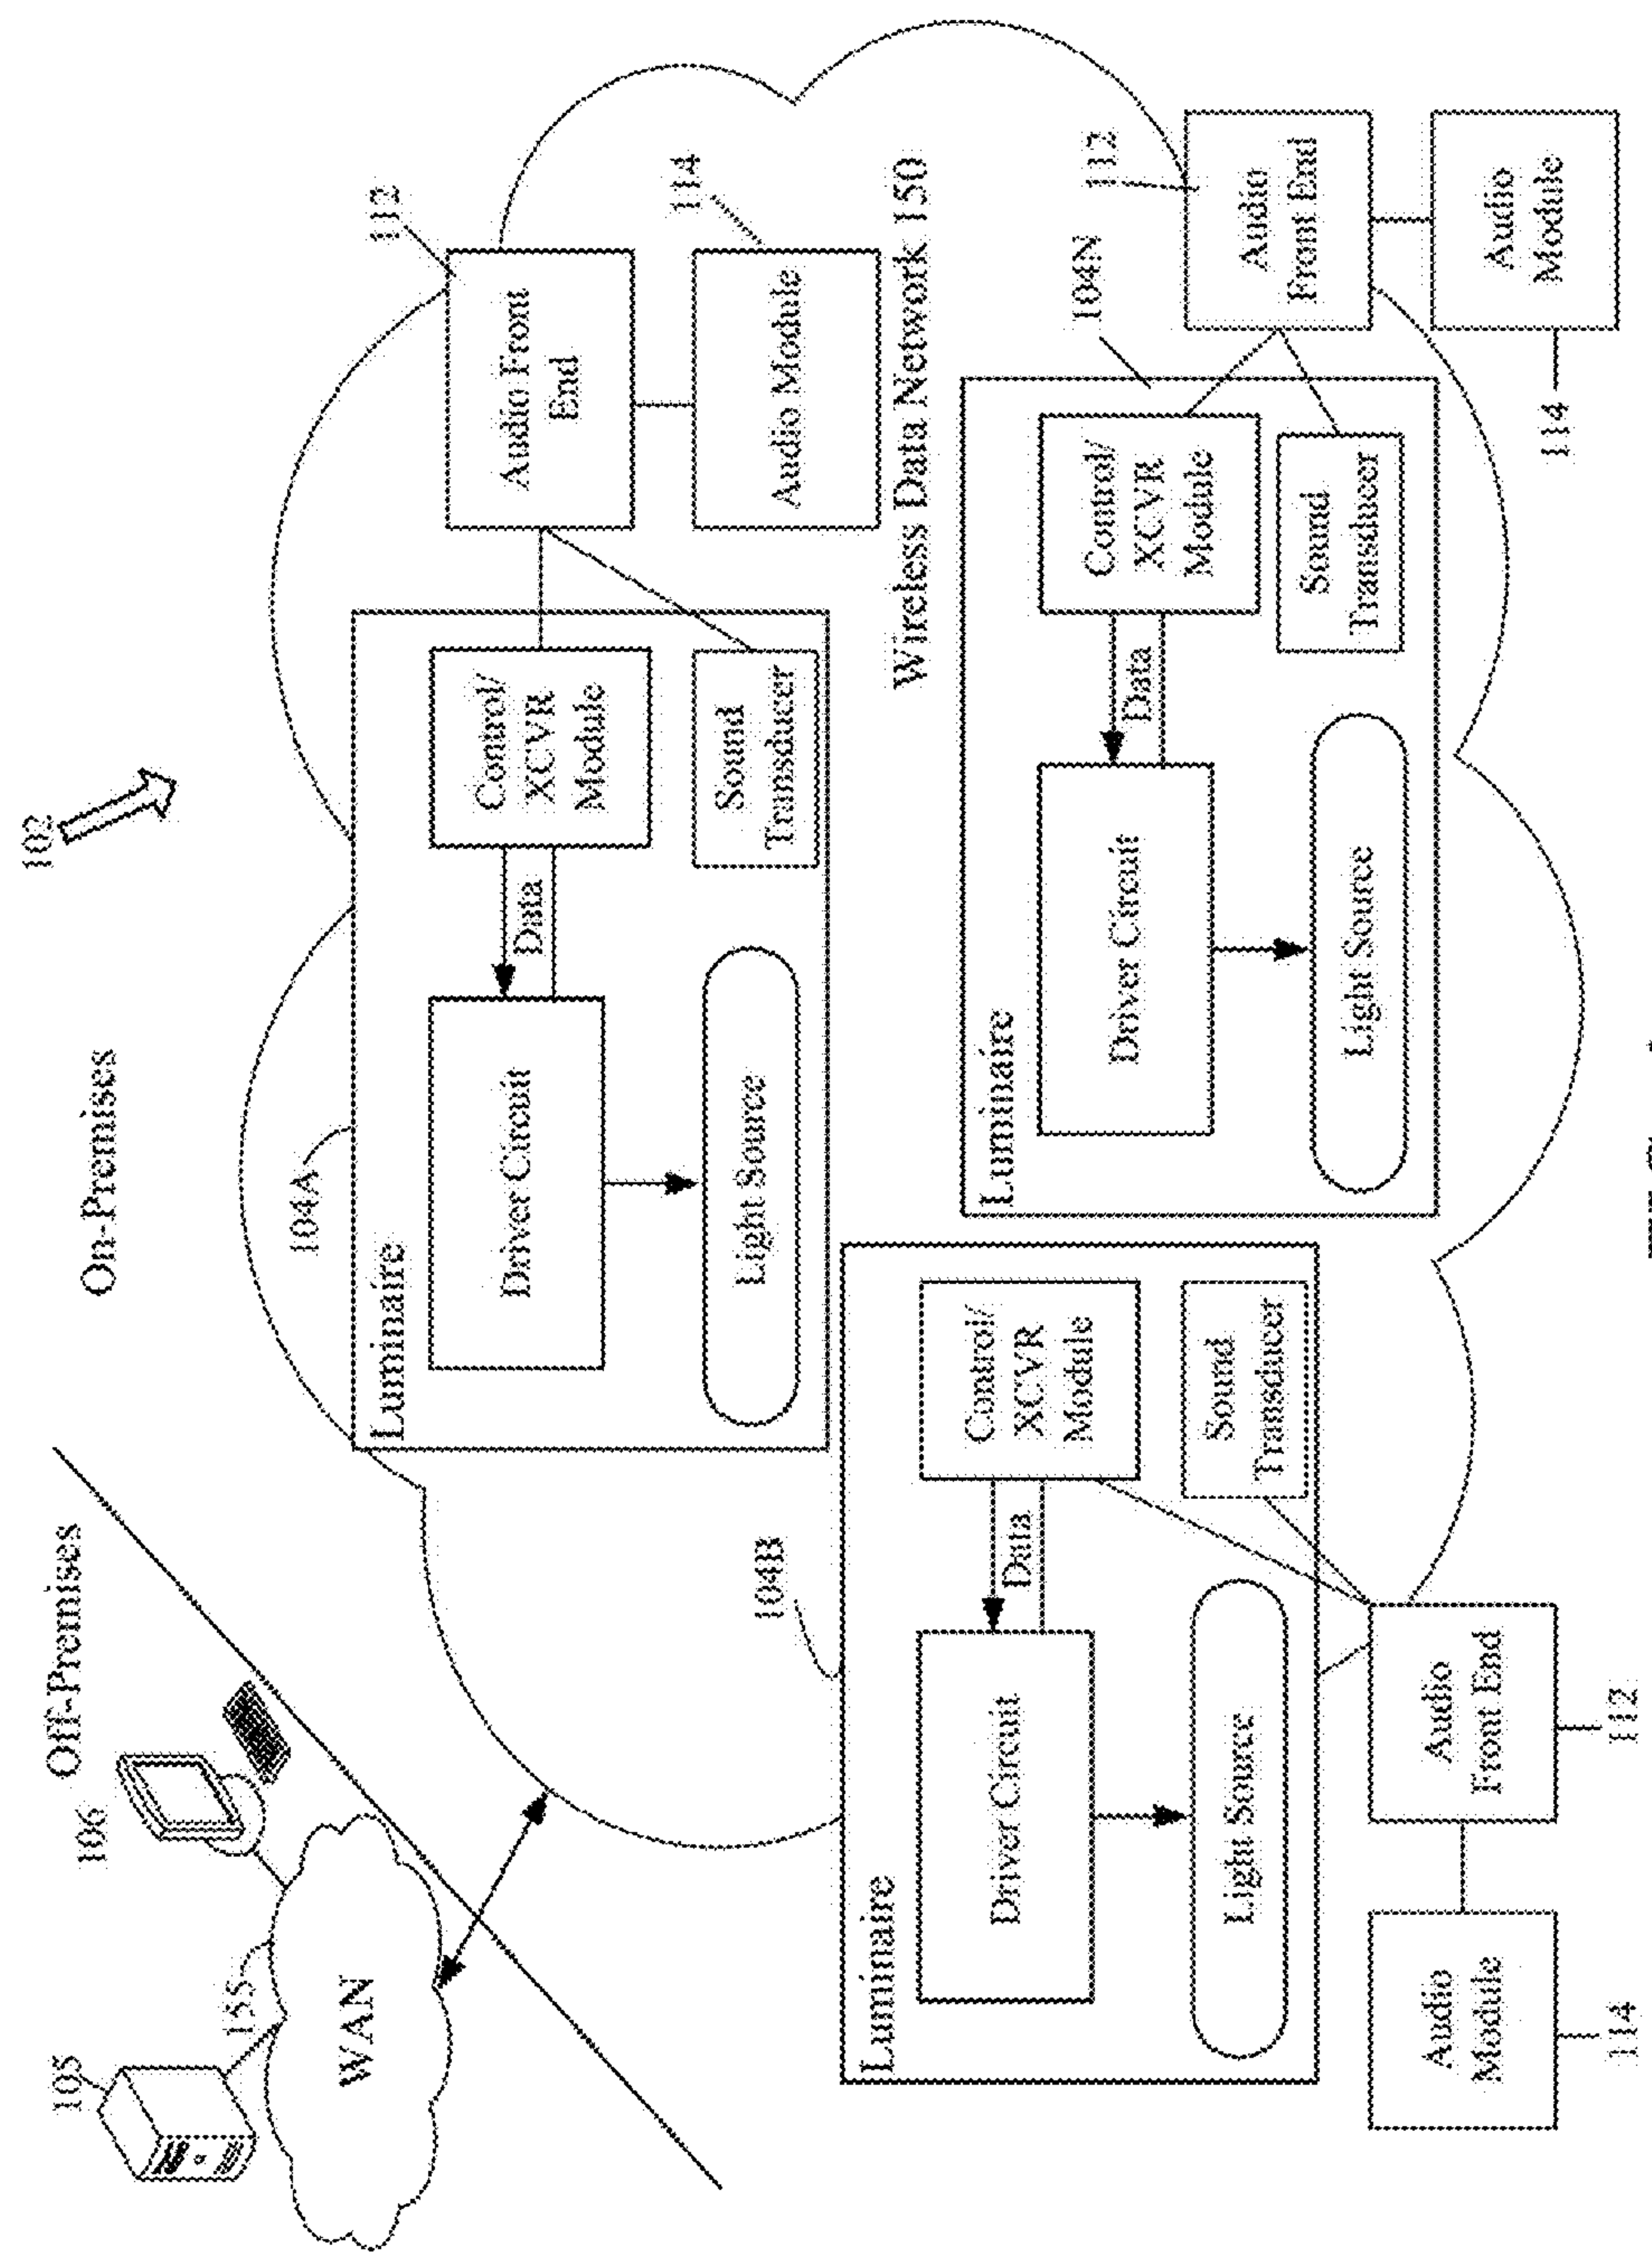 102
Off-Premises
On-Premises
105
106
155
WAN
104A
Luminaire
Driver Circuit
Data
Control/
XCVR
Module
Light Source
Sound
Transducer
112
Audio Front
End
114
Audio Module
Wireless Data Network 150
104B
Luminaire
Driver Circuit
Data
Control/
XCVR
Module
Light Source
Sound
Transducer
Audio
Front End
112
Audio
Module
114
104N
Luminaire
Driver Circuit
Data
Control/
XCVR
Module
Light Source
Sound
Transducer
112
Audio
Front End
Audio
Module
114